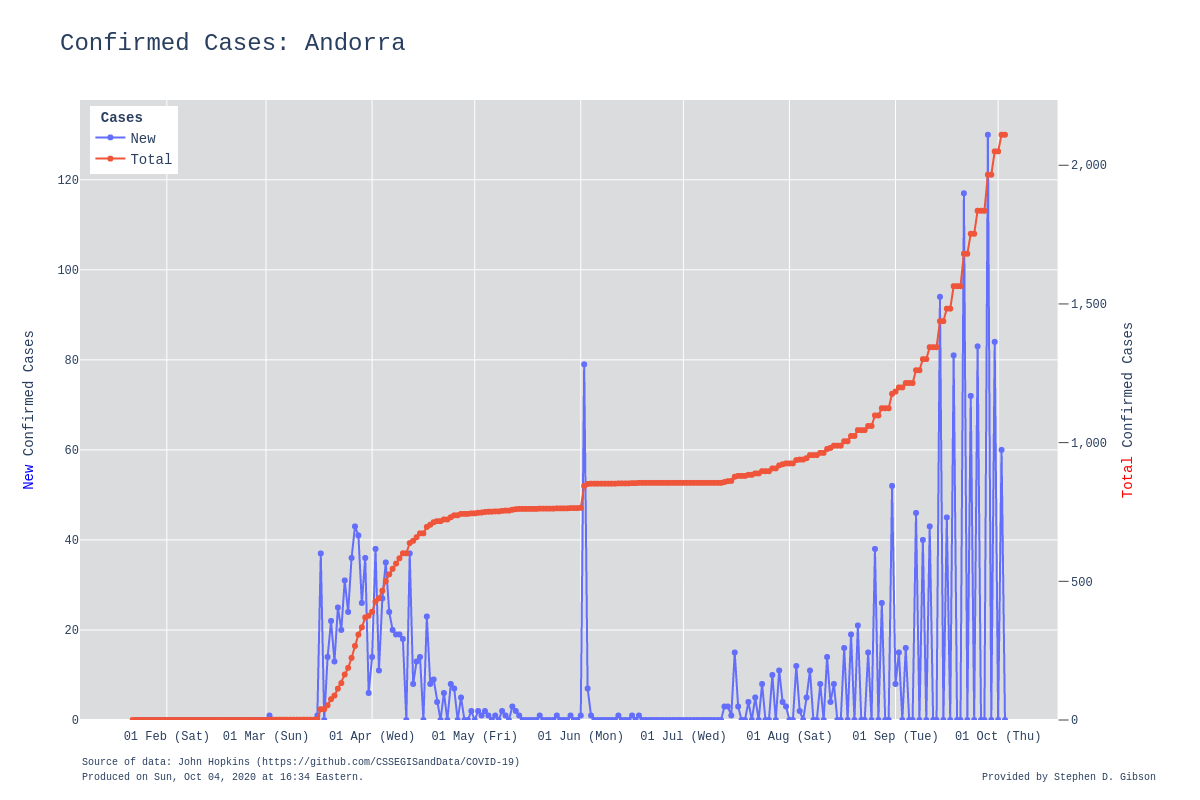 Confirmed Cases: Andorra
Cases
New
Total
120
100
80
60
40
20
0
New Confirmed Cases
2,000
1,500
1,000
500
0
Total Confirmed Cases
01 Feb (Sat) 01 Mar (Sun) 01 Apr (Wed) 01 May (Fri) 01 Jun (Mon) 01 Jul (Wed) 01 Aug (Sat) 01 Sep (Tue) 01 Oct (Thu)
Source of data: John Hopkins (https://github.com/CSSEGISandData/COVID-19)
Produced on Sun, Oct 04, 2020 at 16:34 Eastern.
Provided by Stephen D. Gibson